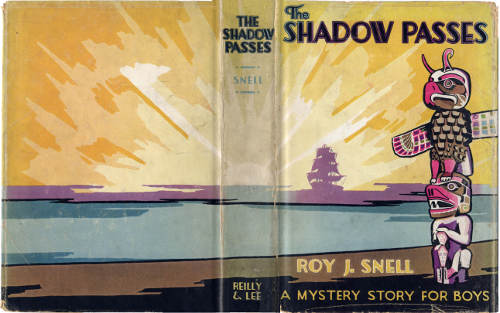 THE
SHADOW
PASSES
SNELL
REILLY
& LEE
The
SHADOW PASSES
ROY J. SNELL
A MYSTERY STORY FOR BOYS